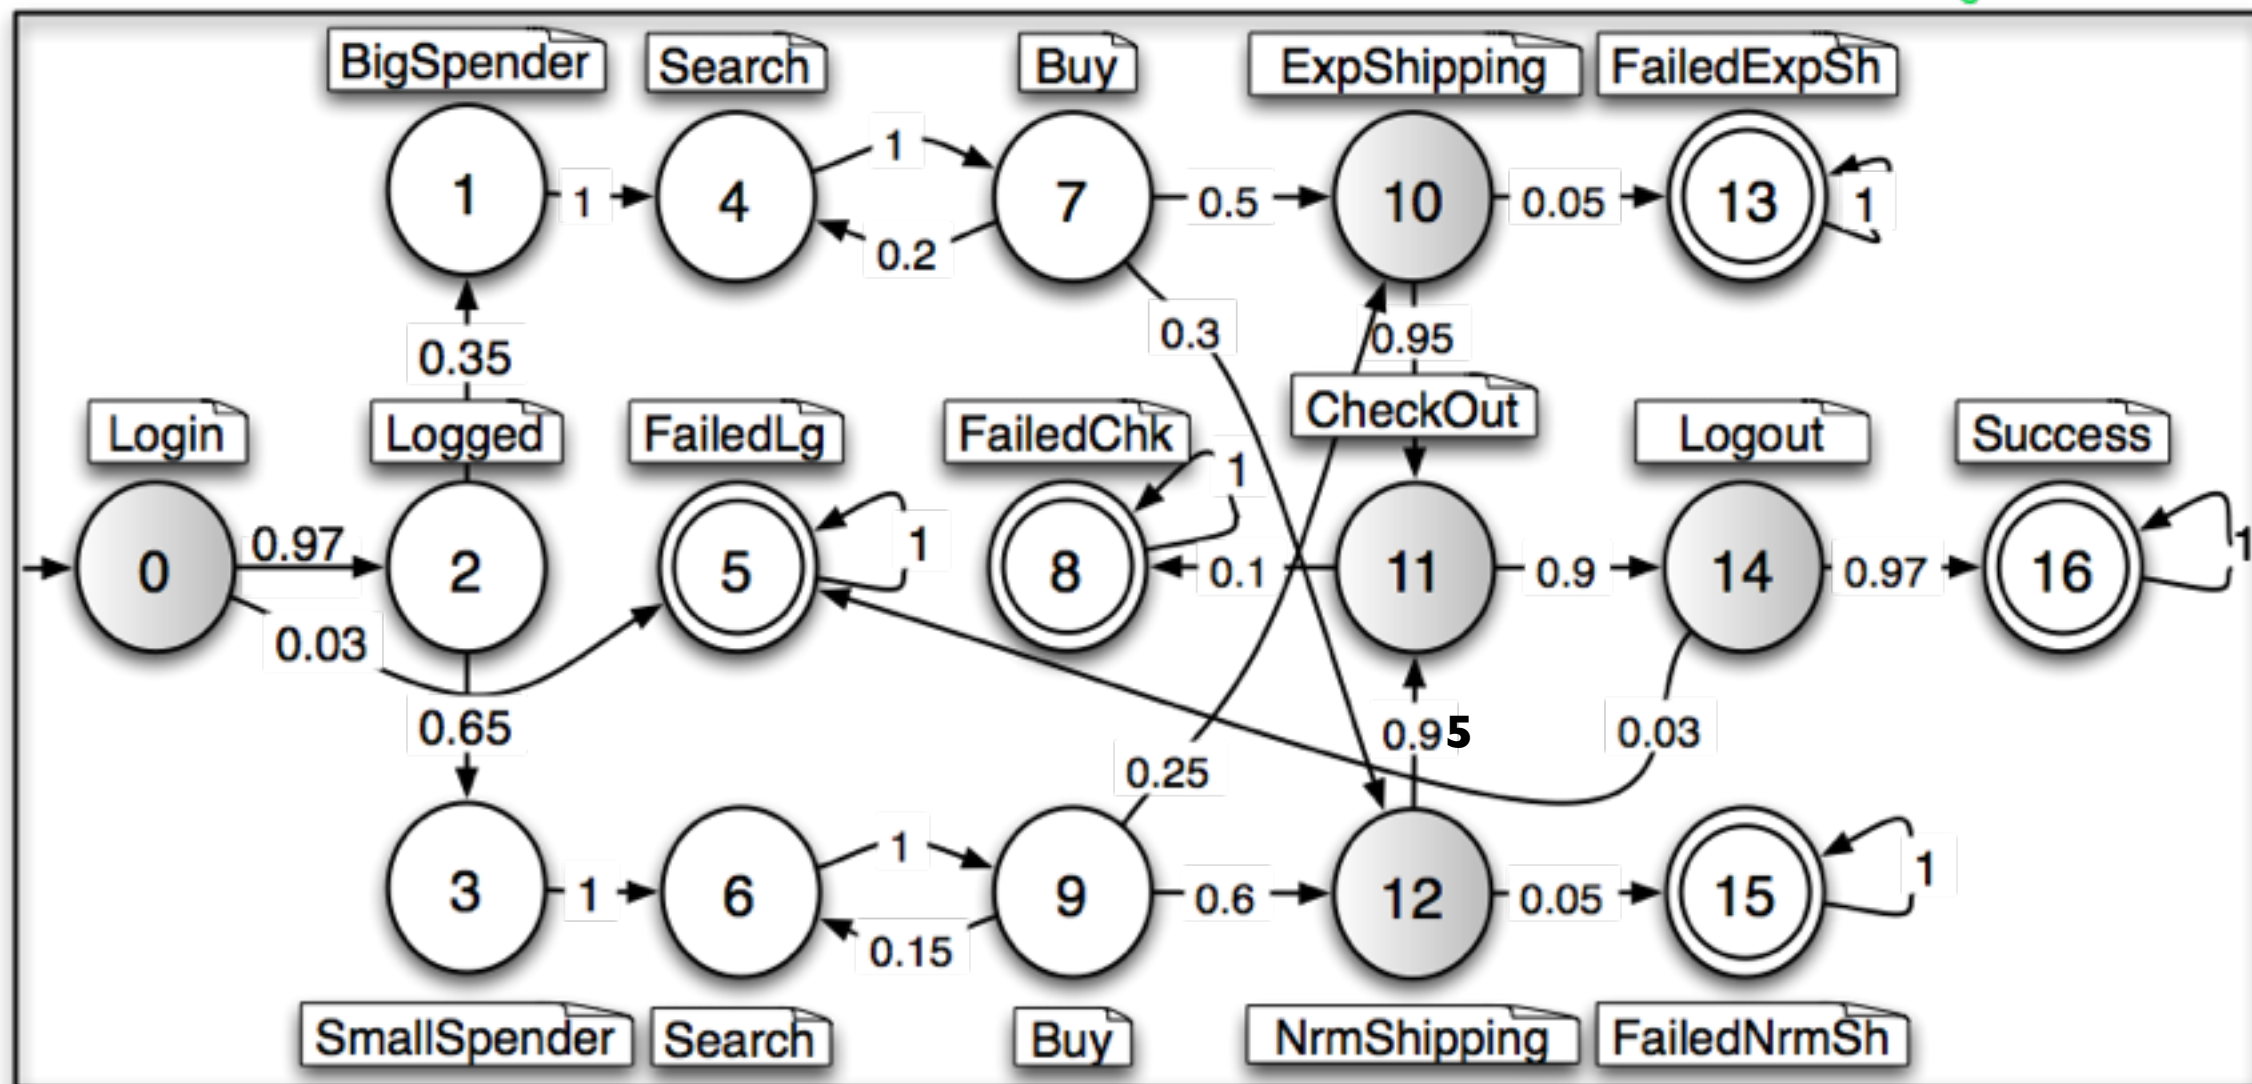 BigSpender Search Buy ExpShipping FailedExpSh
1 1 4 1 7 0.5 10 0.05 13 1
0.2
0.3 0.95
0.35
Login Logged FailedLg FailedChk CheckOut Logout Success
0 0.97 2 5 1 8 1 0.1 11 0.9 14 0.97 16 1
0.03
0.65 0.95 0.03
0.25
3 1 6 1 9 0.6 12 0.05 15 1
0.15
SmallSpender Search Buy NrmShipping FailedNrmSh